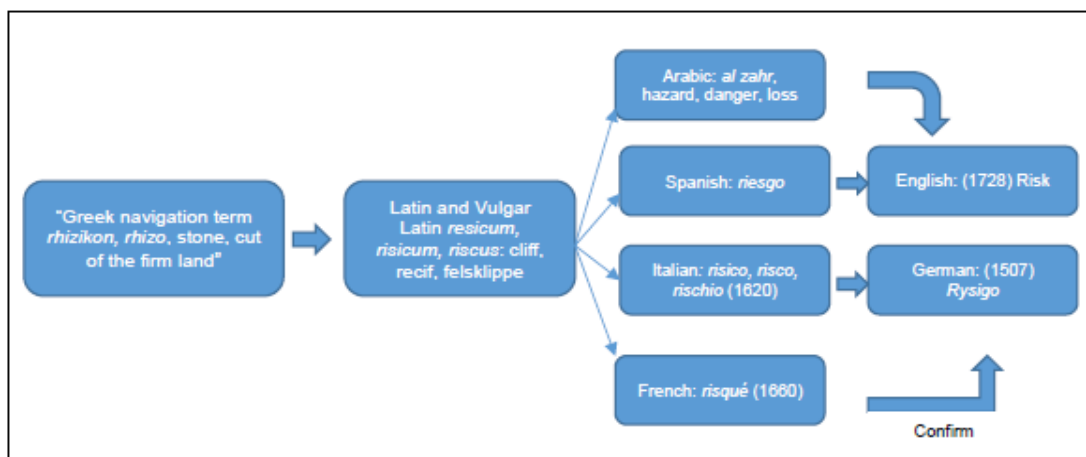 “Greek navigation term
rhizikon, rhizo, stone, cut
of the firm land”
Latin and Vulgar
Latin resicum,
risicum, riscus: cliff,
recif, felsklippe
Arabic: al zahr,
hazard, danger, loss
Spanish: riesgo
Italian: risico, risco,
rischio (1620)
French: risqué (1660)
English: (1728) Risk
German: (1507)
Rysigo
Confirm